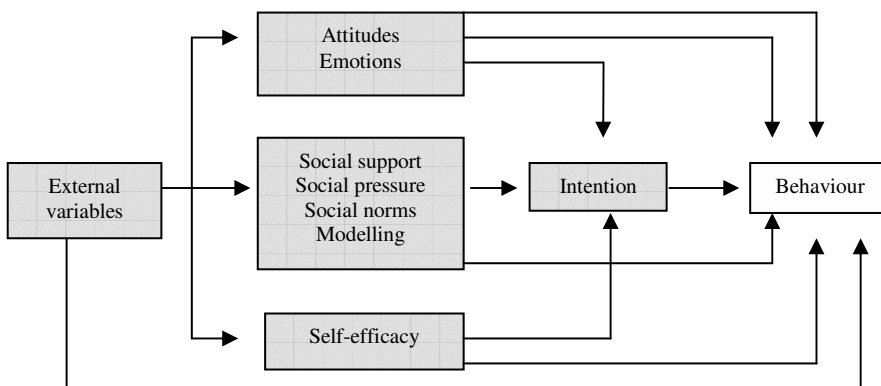 Attitudes
Emotions
External
variables
Social support
Social pressure
Social norms
Modelling
Intention
Behaviour
Self-efficacy